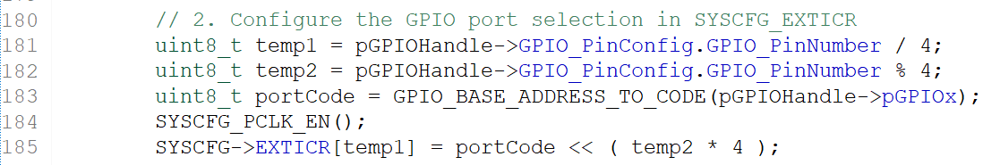 180 // 2. Configure the GPIO port selection in SYSCFG_EXTICR
181 uint8_t temp1 = pGPIOHandle->GPIO_PinConfig.GPIO_PinNumber / 4;
182 uint8_t temp2 = pGPIOHandle->GPIO_PinConfig.GPIO_PinNumber % 4;
183 uint8_t portCode = GPIO_BASE_ADDRESS_TO_CODE(pGPIOHandle->pGPIOx);
184 SYSCFG_PCLK_EN();
185 SYSCFG->EXTICR[temp1] = portCode << ( temp2 * 4 );